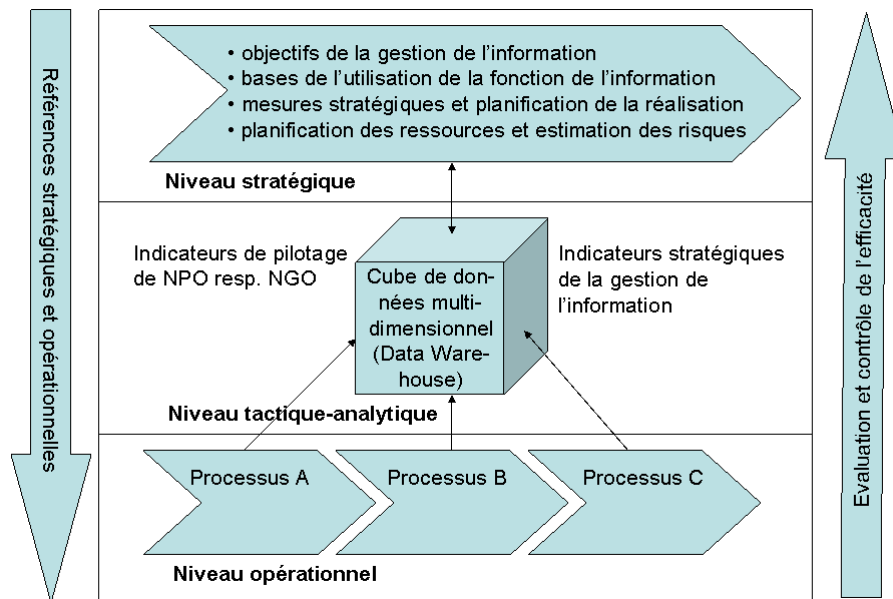 Références stratégiques et opérationnelles
• objectifs de la gestion de l'information
• bases de l'utilisation de la fonction de l'information
• mesures stratégiques et planification de la réalisation
• planification des ressources et estimation des risques
Niveau stratégique
Indicateurs de pilotage
de NPO resp. NGO
Cube de don-
nées multi-
dimensionnel
(Data Ware-
house)
Indicateurs stratégiques
de la gestion de
l'information
Niveau tactique-analytique
Processus A
Processus B
Processus C
Niveau opérationnel
Evaluation et contrôle de l'efficacité